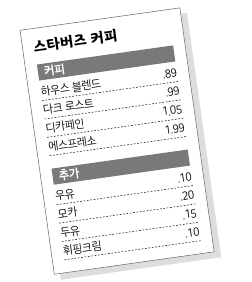 스타버즈 커피
커피
하우스 블렌드 .89
다크 로스트 .99
디카페인 1.05
에스프레소 1.99
추가
우유 .10
모카 .20
두유 .15
휘핑크림 .10